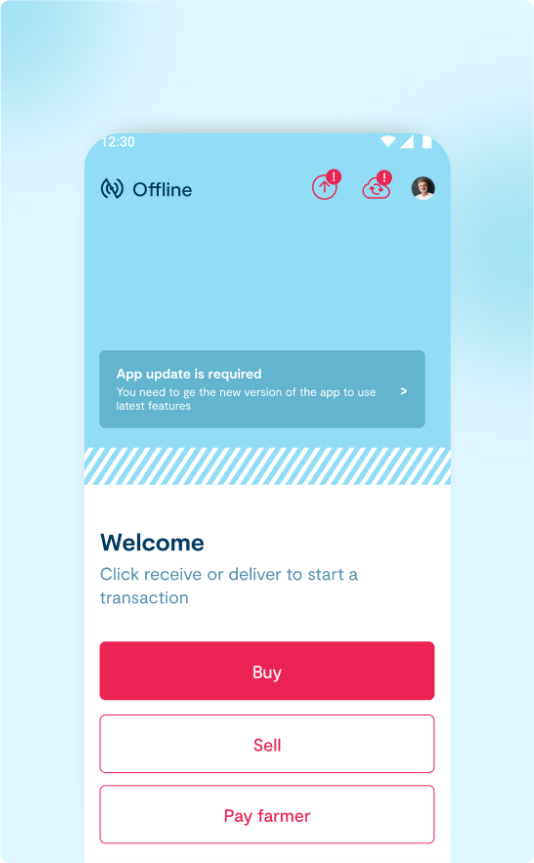 12:30
Offline
!
!
App update is required
You need to ge the new version of the app to use
latest features
>
Welcome
Click receive or deliver to start a
transaction
Buy
Sell
Pay farmer